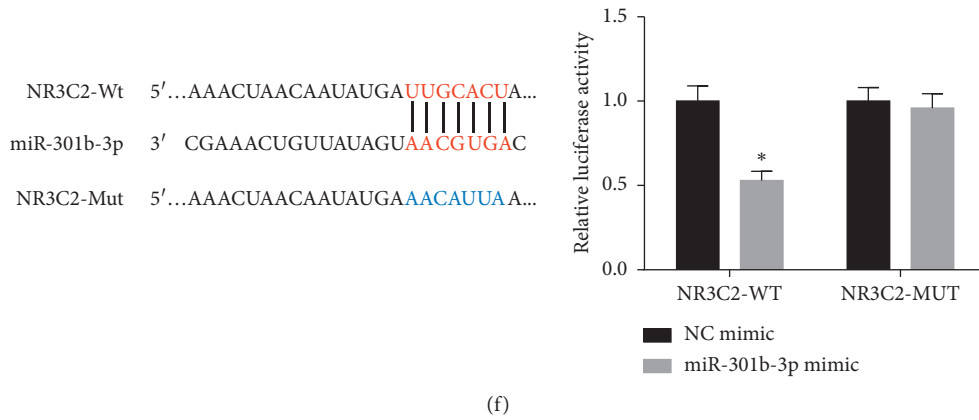 NR3C2-Wt 5′...AAACUAACAAUAUGAUUGCACUA...
miR-301b-3p 3′ CGAAACUGUUAUAGUAACGUGAC
NR3C2-Mut 5′...AAACUAACAAUAUGAAACAUUAA...
Relative luciferase activity
1.5
1.0
0.5
0.0
*
NR3C2-WT NR3C2-MUT
NC mimic
miR-301b-3p mimic
(f)